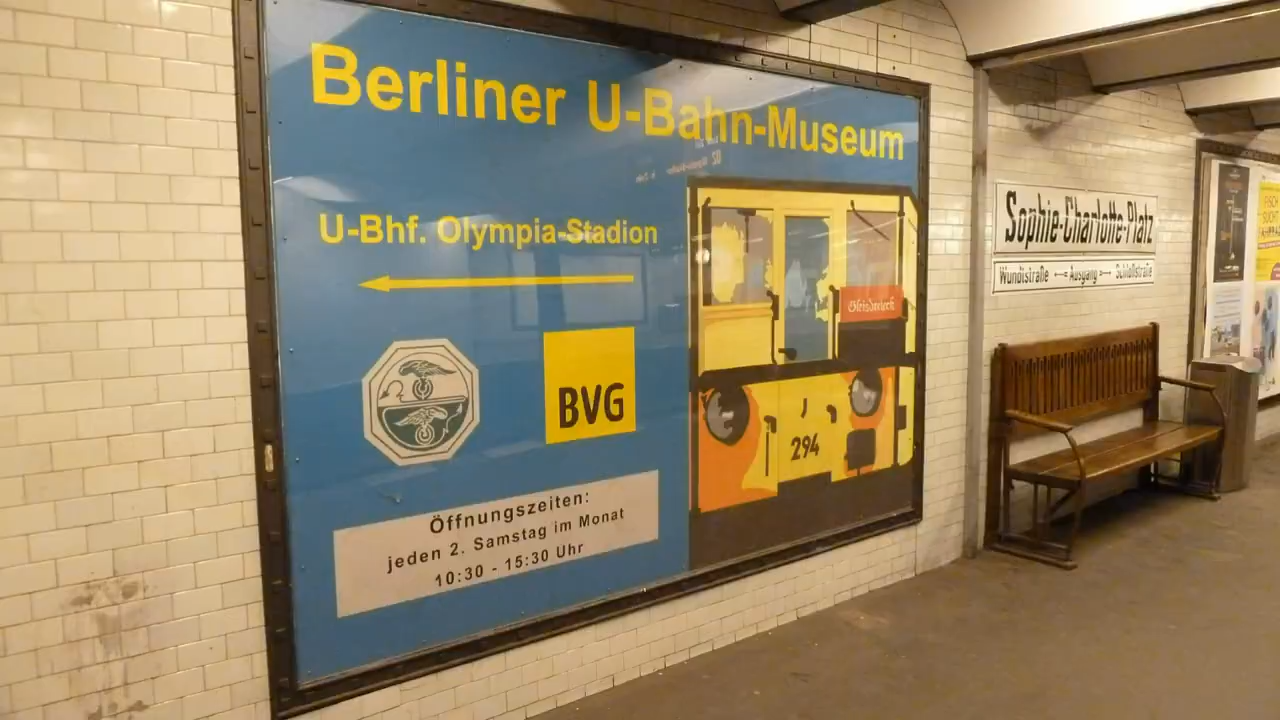 Berliner U-Bahn-Museum
U-Bhf. Olympia-Stadion
BVG
Gleisdreieck
294
Öffnungszeiten:
jeden 2. Samstag im Monat
10:30 - 15:30 Uhr
Sophie-Charlotte-Platz
Wundtstraße ← Ausgang → Schloßstraße